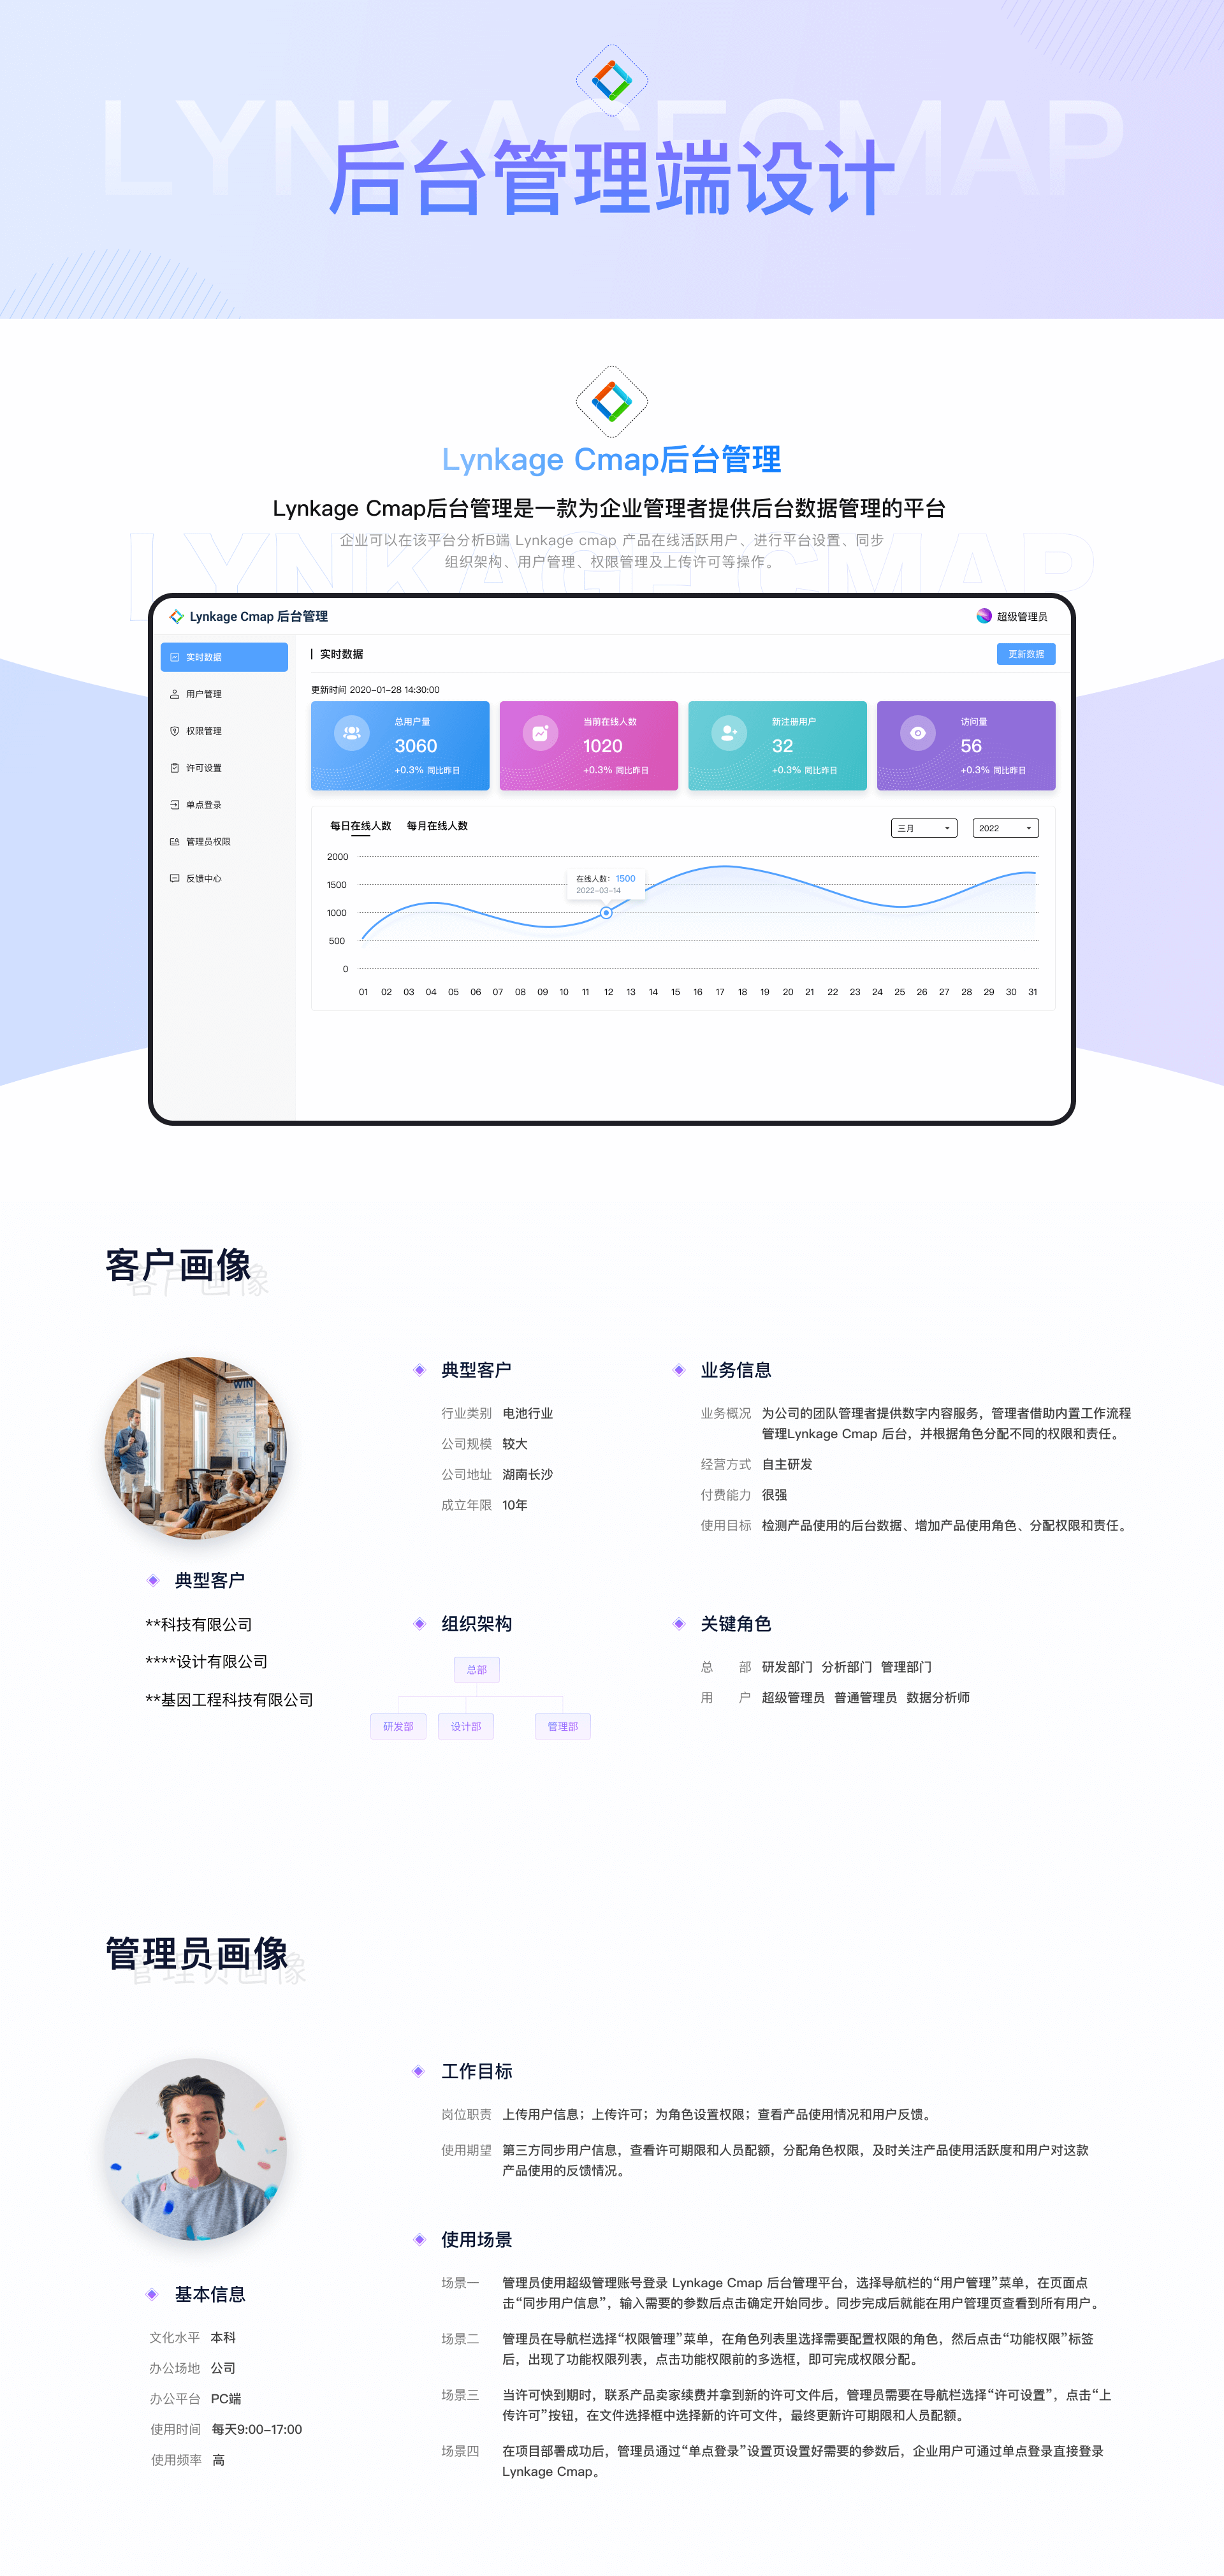 LYNKAGECMAP
后台管理端设计
Lynkage Cmap后台管理
Lynkage Cmap后台管理是一款为企业管理者提供后台数据管理的平台
LYNKAGE CMAP
企业可以在该平台分析B端 Lynkage cmap 产品在线活跃用户、进行平台设置、同步
组织架构、用户管理、权限管理及上传许可等操作。
Lynkage Cmap 后台管理
超级管理员
实时数据
用户管理
权限管理
许可设置
单点登录
管理员权限
反馈中心
实时数据
更新数据
更新时间 2020-01-28 14:30:00
总用户量
3060
+0.3% 同比昨日
当前在线人数
1020
+0.3% 同比昨日
新注册用户
32
+0.3% 同比昨日
访问量
56
+0.3% 同比昨日
每日在线人数 每月在线人数
三月
2022
2000
1500
1000
500
0
在线人数： 1500
2022-03-14
01 02 03 04 05 06 07 08 09 10 11 12 13 14 15 16 17 18 19 20 21 22 23 24 25 26 27 28 29 30 31
客户画像
客户画像
WIN
典型客户
**科技有限公司
****设计有限公司
**基因工程科技有限公司
典型客户
行业类别 电池行业
公司规模 较大
公司地址 湖南长沙
成立年限 10年
业务信息
业务概况 为公司的团队管理者提供数字内容服务，管理者借助内置工作流程
管理Lynkage Cmap 后台，并根据角色分配不同的权限和责任。
经营方式 自主研发
付费能力 很强
使用目标 检测产品使用的后台数据、增加产品使用角色、分配权限和责任。
组织架构
总部
研发部 设计部 管理部
关键角色
总 部 研发部门 分析部门 管理部门
用 户 超级管理员 普通管理员 数据分析师
管理员画像
管理员画像
基本信息
文化水平 本科
办公场地 公司
办公平台 PC端
使用时间 每天9:00-17:00
使用频率 高
工作目标
岗位职责 上传用户信息；上传许可；为角色设置权限；查看产品使用情况和用户反馈。
使用期望 第三方同步用户信息，查看许可期限和人员配额，分配角色权限，及时关注产品使用活跃度和用户对这款
产品使用的反馈情况。
使用场景
场景一 管理员使用超级管理账号登录 Lynkage Cmap 后台管理平台，选择导航栏的“用户管理”菜单，在页面点
击“同步用户信息”，输入需要的参数后点击确定开始同步。同步完成后就能在用户管理页查看到所有用户。
场景二 管理员在导航栏选择“权限管理”菜单，在角色列表里选择需要配置权限的角色，然后点击“功能权限”标签
后，出现了功能权限列表，点击功能权限前的多选框，即可完成权限分配。
场景三 当许可快到期时，联系产品卖家续费并拿到新的许可文件后，管理员需要在导航栏选择“许可设置”，点击“上
传许可”按钮，在文件选择框中选择新的许可文件，最终更新许可期限和人员配额。
场景四 在项目部署成功后，管理员通过“单点登录”设置页设置好需要的参数后，企业用户可通过单点登录直接登录
Lynkage Cmap。